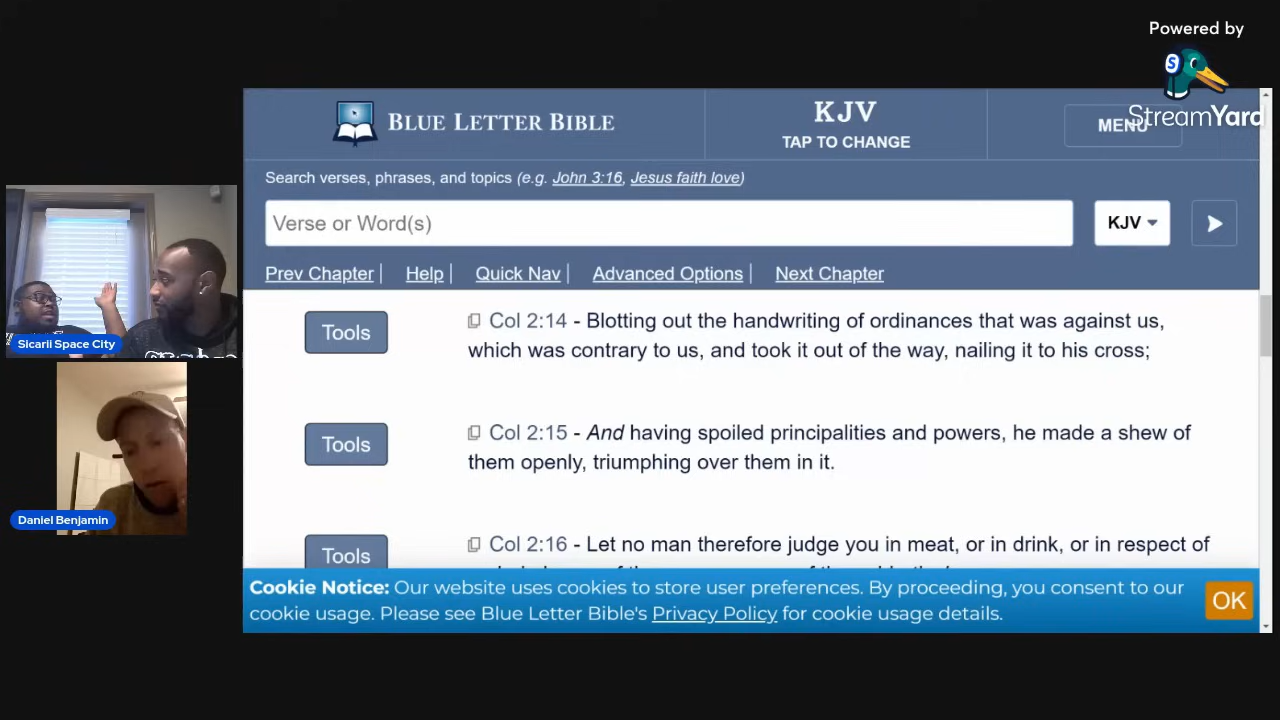 Powered by
StreamYard
BLUE LETTER BIBLE
KJV
TAP TO CHANGE
MENU
Search verses, phrases, and topics (e.g. John 3:16, Jesus faith love)
Verse or Word(s)
KJV
Prev Chapter | Help | Quick Nav | Advanced Options | Next Chapter
Tools
Col 2:14 - Blotting out the handwriting of ordinances that was against us,
which was contrary to us, and took it out of the way, nailing it to his cross;
Tools
Col 2:15 - And having spoiled principalities and powers, he made a shew of
them openly, triumphing over them in it.
Tools
Col 2:16 - Let no man therefore judge you in meat, or in drink, or in respect of
Cookie Notice: Our website uses cookies to store user preferences. By proceeding, you consent to our
cookie usage. Please see Blue Letter Bible's Privacy Policy for cookie usage details.
OK
Sicarii Space City
Daniel Benjamin